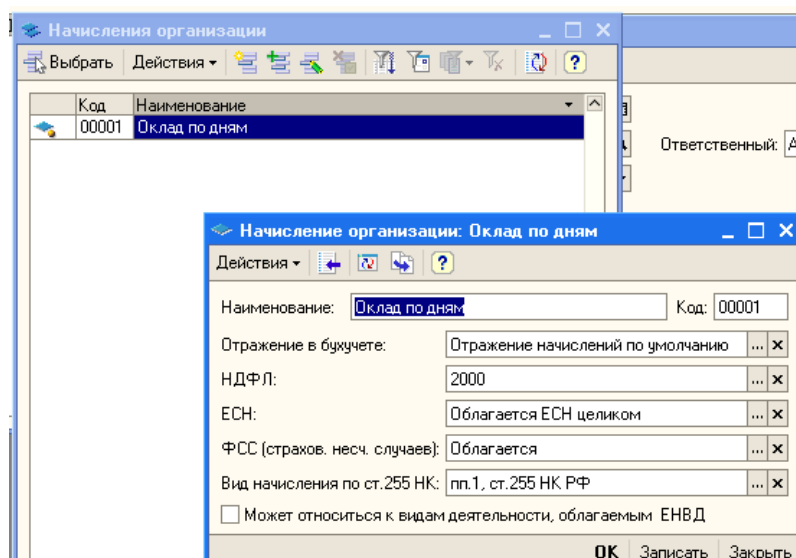 Начисления организации
Выбрать Действия
Код Наименование
00001 Оклад по дням
Ответственный: А
Начисление организации: Оклад по дням
Действия
Наименование: Оклад по дням Код: 00001
Отражение в бухучете: Отражение начислений по умолчанию ... x
НДФЛ: 2000 ... x
ЕСН: Облагается ЕСН целиком ... x
ФСС (страхов. несч. случаев): Облагается ... x
Вид начисления по ст.255 НК: пп.1, ст.255 НК РФ ... x
Может относиться к видам деятельности, облагаемым ЕНВД
OK Записать Закрыть